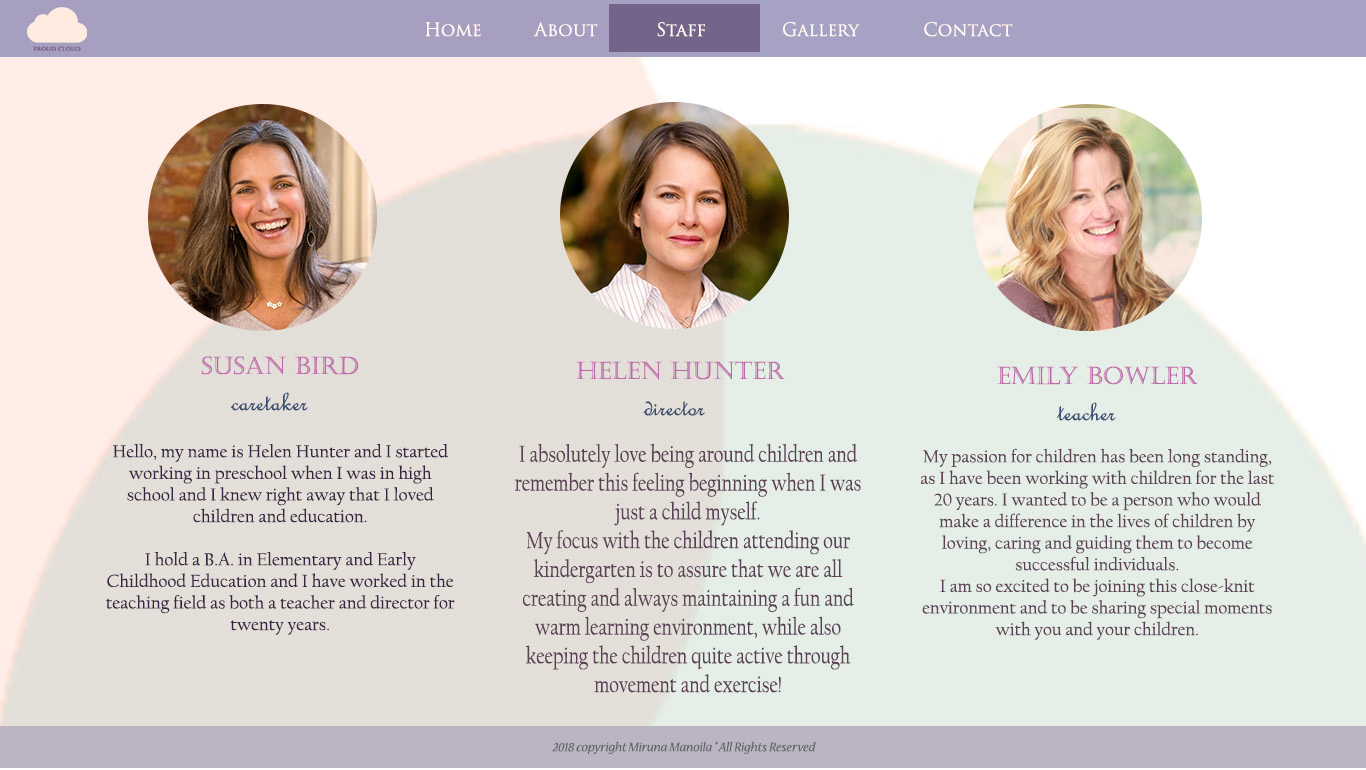 PROUD CLOUD
Home About Staff Gallery Contact
SUSAN BIRD
caretaker
Hello, my name is Helen Hunter and I started
working in preschool when I was in high
school and I knew right away that I loved
children and education.
I hold a B.A. in Elementary and Early
Childhood Education and I have worked in the
teaching field as both a teacher and director for
twenty years.
HELEN HUNTER
director
I absolutely love being around children and
remember this feeling beginning when I was
just a child myself.
My focus with the children attending our
kindergarten is to assure that we are all
creating and always maintaining a fun and
warm learning environment, while also
keeping the children quite active through
movement and exercise!
EMILY BOWLER
teacher
My passion for children has been long standing,
as I have been working with children for the last
20 years. I wanted to be a person who would
make a difference in the lives of children by
loving, caring and guiding them to become
successful individuals.
I am so excited to be joining this close-knit
environment and to be sharing special moments
with you and your children.
2018 copyright Miruna Manoila * All Rights Reserved